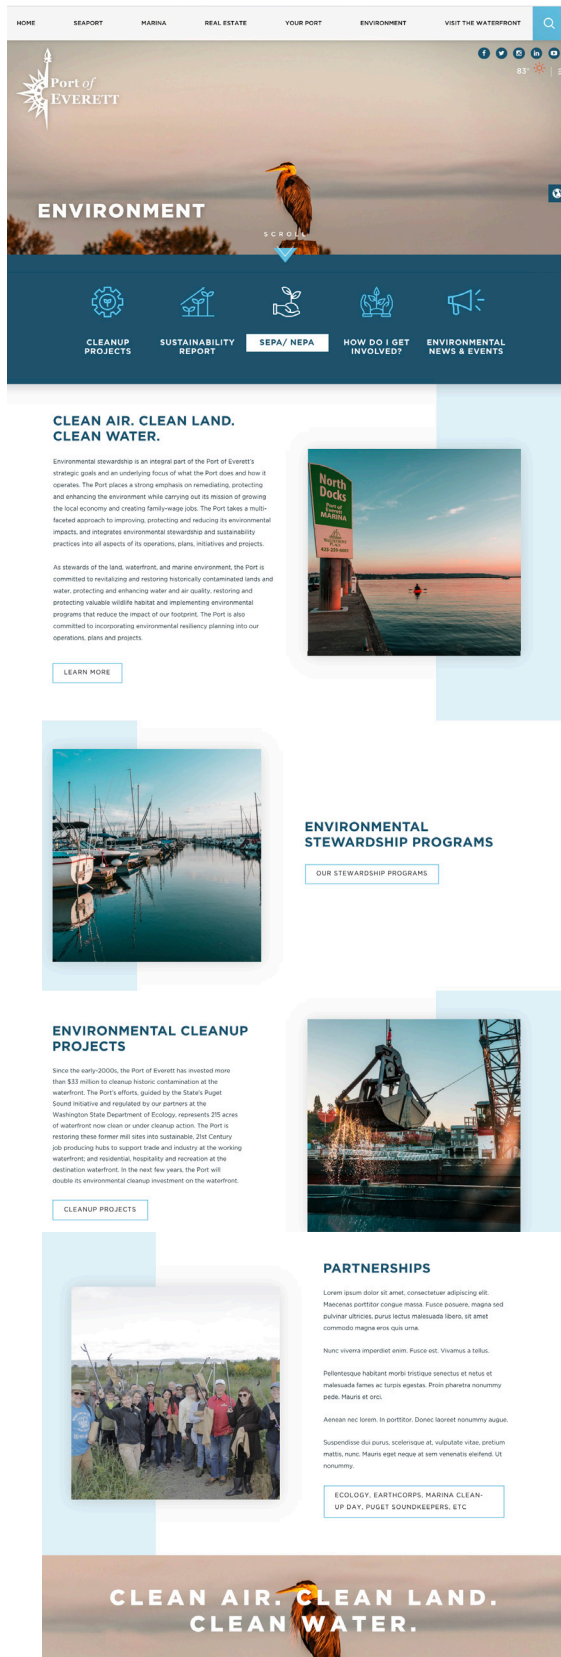 HOME SEAPORT MARINA REAL ESTATE YOUR PORT ENVIRONMENT VISIT THE WATERFRONT
83°
Port of
EVERETT
ENVIRONMENT
SCROLL
CLEANUP
PROJECTS
SUSTAINABILITY
REPORT
SEPA/ NEPA
HOW DO I GET
INVOLVED?
ENVIRONMENTAL
NEWS & EVENTS
CLEAN AIR. CLEAN LAND.
CLEAN WATER.
Environmental stewardship is an integral part of the Port of Everett's
strategic goals and an underlying focus of what the Port does and how it
operates. The Port places a strong emphasis on remediating, protecting
and enhancing the environment while carrying out its mission of growing
the local economy and creating family-wage jobs. The Port takes a multi-
faceted approach to improving, protecting and reducing its environmental
impacts, and integrates environmental stewardship and sustainability
practices into all aspects of its operations, plans, initiatives and projects.
As stewards of the land, waterfront, and marine environment, the Port is
committed to revitalizing and restoring historically contaminated lands and
water, protecting and enhancing water and air quality, restoring and
protecting valuable wildlife habitat and implementing environmental
programs that reduce the impact of our footprint. The Port is also
committed to incorporating environmental resiliency planning into our
operations, plans and projects.
LEARN MORE
North
Docks
Port of
Everett
MARINA
ENVIRONMENTAL
STEWARDSHIP PROGRAMS
OUR STEWARDSHIP PROGRAMS
ENVIRONMENTAL CLEANUP
PROJECTS
Since the early-2000s, the Port of Everett has invested more
than $33 million to cleanup historic contamination at the
waterfront. The Port's efforts, guided by the State's Puget
Sound Initiative and regulated by our partners at the
Washington State Department of Ecology, represents 215 acres
of waterfront now clean or under cleanup action. The Port is
restoring these former mill sites into sustainable, 21st Century
job producing hubs to support trade and industry at the working
waterfront; and residential, hospitality and recreation at the
destination waterfront. In the next few years, the Port will
double its environmental cleanup investment on the waterfront.
CLEANUP PROJECTS
PARTNERSHIPS
Lorem ipsum dolor sit amet, consectetuer adipiscing elit.
Maecenas porttitor congue massa. Fusce posuere, magna sed
pulvinar ultricies, purus lectus malesuada libero, sit amet
commodo magna eros quis urna.
Nunc viverra imperdiet enim. Fusce est. Vivamus a tellus.
Pellentesque habitant morbi tristique senectus et netus et
malesuada fames ac turpis egestas. Proin pharetra nonummy
pede. Mauris et orci.
Aenean nec lorem. In porttitor. Donec laoreet nonummy augue.
Suspendisse dui purus, scelerisque at, vulputate vitae, pretium
mattis, nunc. Mauris eget neque at sem venenatis eleifend. Ut
nonummy.
ECOLOGY, EARTHCORPS, MARINA CLEAN-
UP DAY, PUGET SOUNDKEEPERS, ETC
CLEAN AIR. CLEAN LAND.
CLEAN WATER.